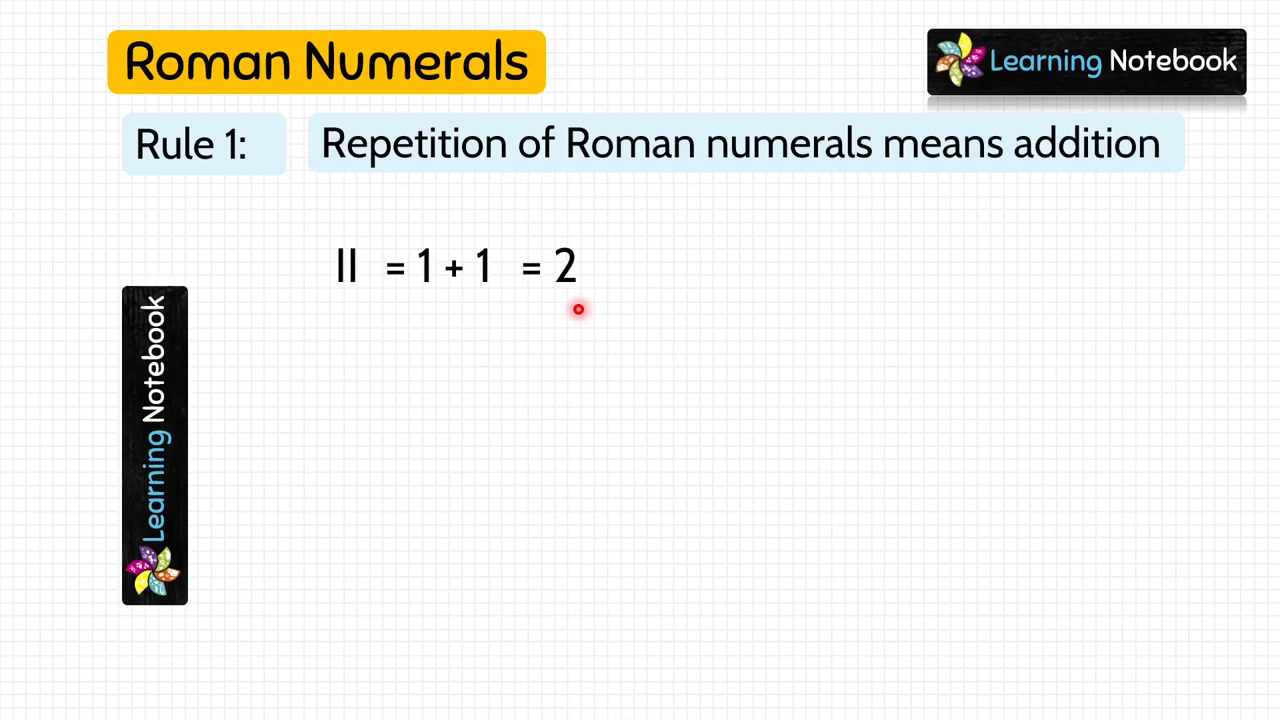 Roman Numerals
Learning Notebook
Rule 1:
Repetition of Roman numerals means addition
II = 1 + 1 = 2
Learning Notebook